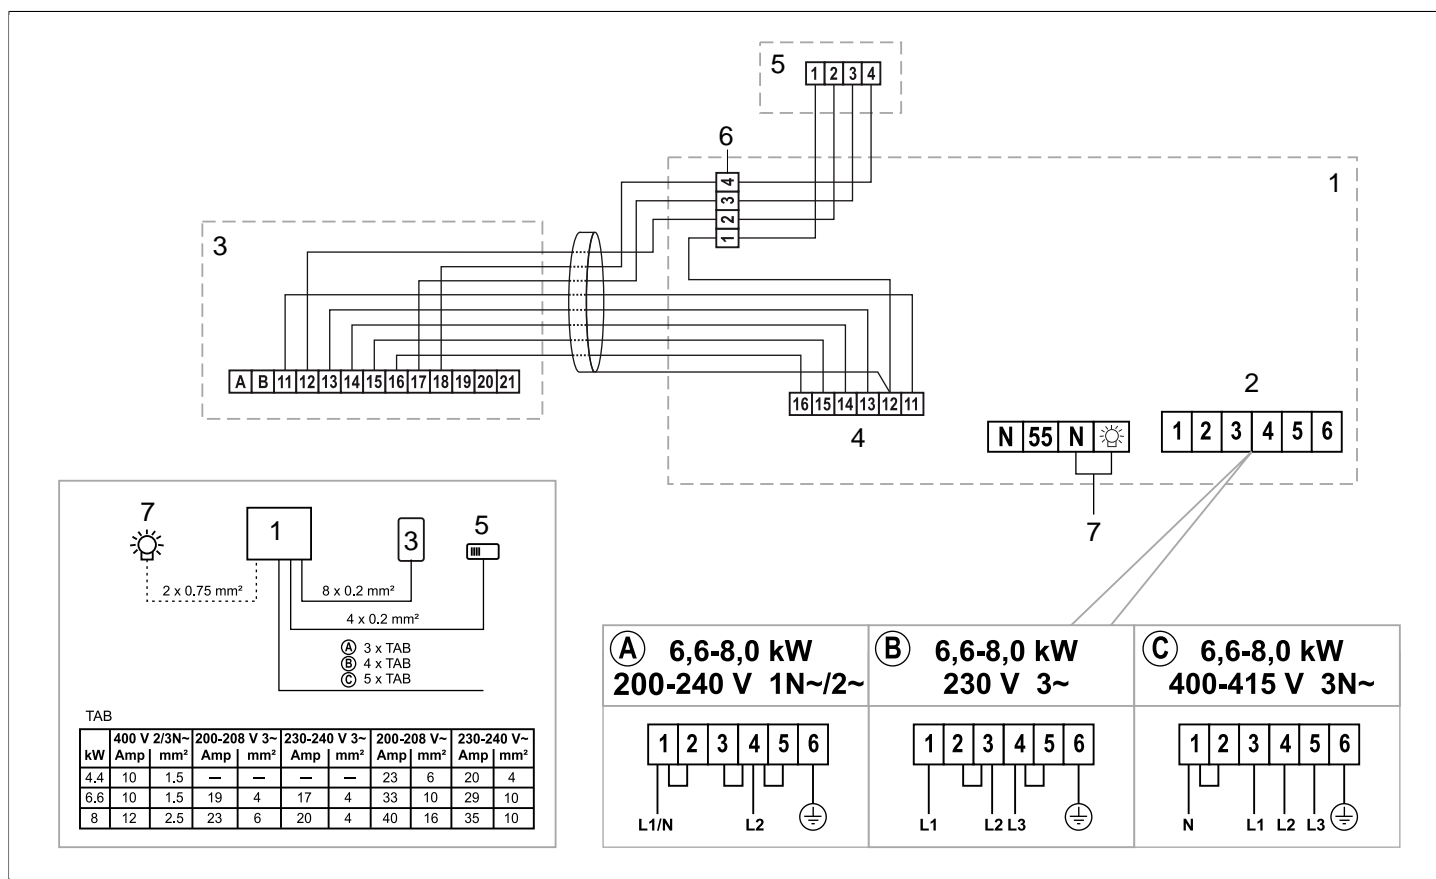 5
1 2 3 4
6
4
3
2
1
1
3
A B 11 12 13 14 15 16 17 18 19 20 21
16 15 14 13 12 11
4
N 55 N
7
2
1 2 3 4 5 6
7
1
3
5
2 x 0.75 mm²
8 x 0.2 mm²
4 x 0.2 mm²
A 3 x TAB
B 4 x TAB
C 5 x TAB
TAB
kW 400 V 2/3N~ 200-208 V 3~ 230-240 V 3~ 200-208 V~ 230-240 V~
Amp mm² Amp mm² Amp mm² Amp mm² Amp mm²
4.4 10 1.5 — — — — 23 6 20 4
6.6 10 1.5 19 4 17 4 33 10 29 10
8 12 2.5 23 6 20 4 40 16 35 10
A 6,6-8,0 kW
200-240 V 1N~/2~
1 2 3 4 5 6
L1/N L2
B 6,6-8,0 kW
230 V 3~
1 2 3 4 5 6
L1 L2 L3
C 6,6-8,0 kW
400-415 V 3N~
1 2 3 4 5 6
N L1 L2 L3